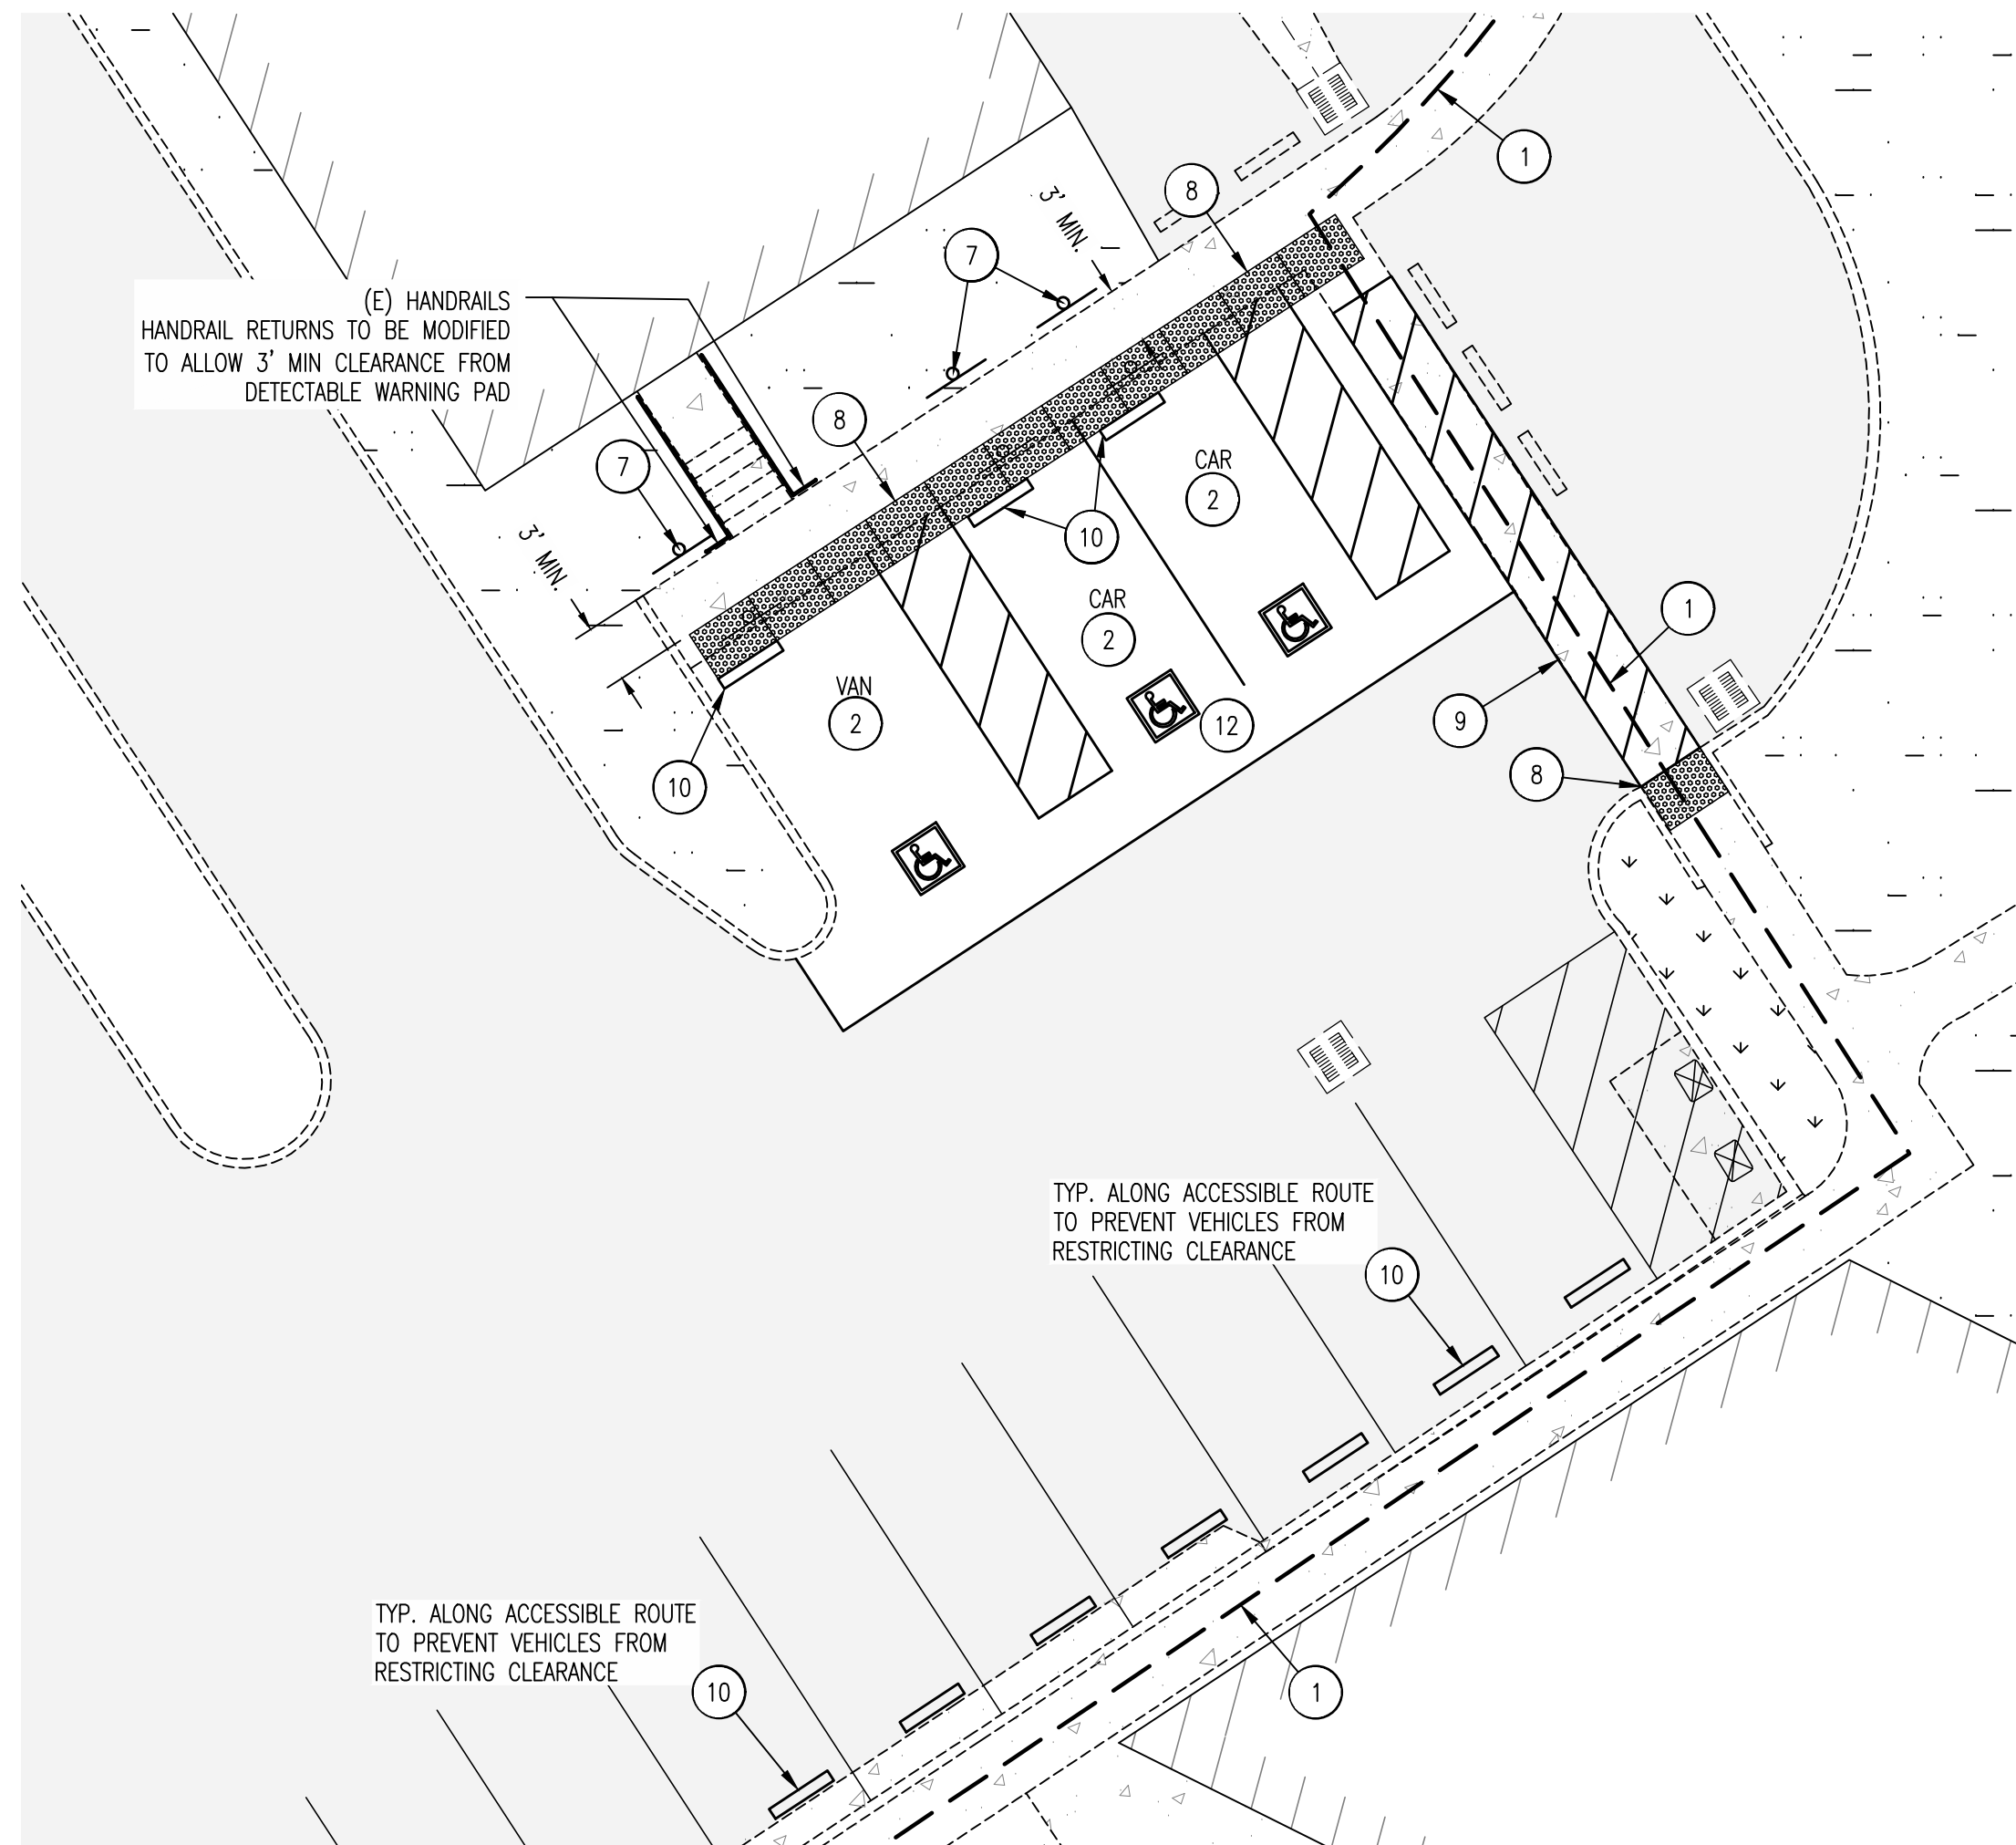 1
8
3' MIN.
7
(E) HANDRAILS
HANDRAIL RETURNS TO BE MODIFIED
TO ALLOW 3' MIN CLEARANCE FROM
DETECTABLE WARNING PAD
8
7
3' MIN.
CAR
2
10
CAR
2
1
VAN
2
12
9
10
8
TYP. ALONG ACCESSIBLE ROUTE
TO PREVENT VEHICLES FROM
RESTRICTING CLEARANCE
10
TYP. ALONG ACCESSIBLE ROUTE
TO PREVENT VEHICLES FROM
RESTRICTING CLEARANCE
10
1